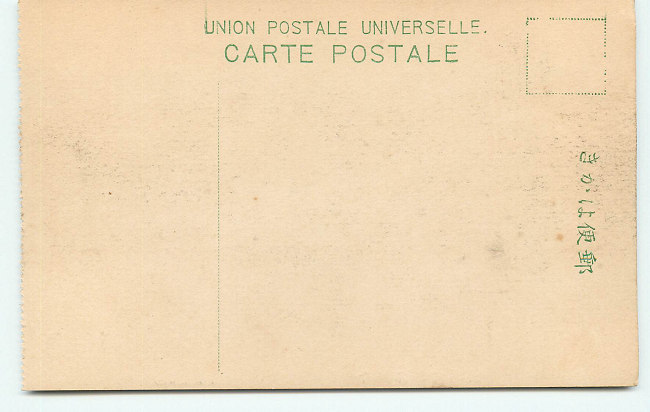 UNION POSTALE UNIVERSELLE.
CARTE POSTALE
郵便はかき